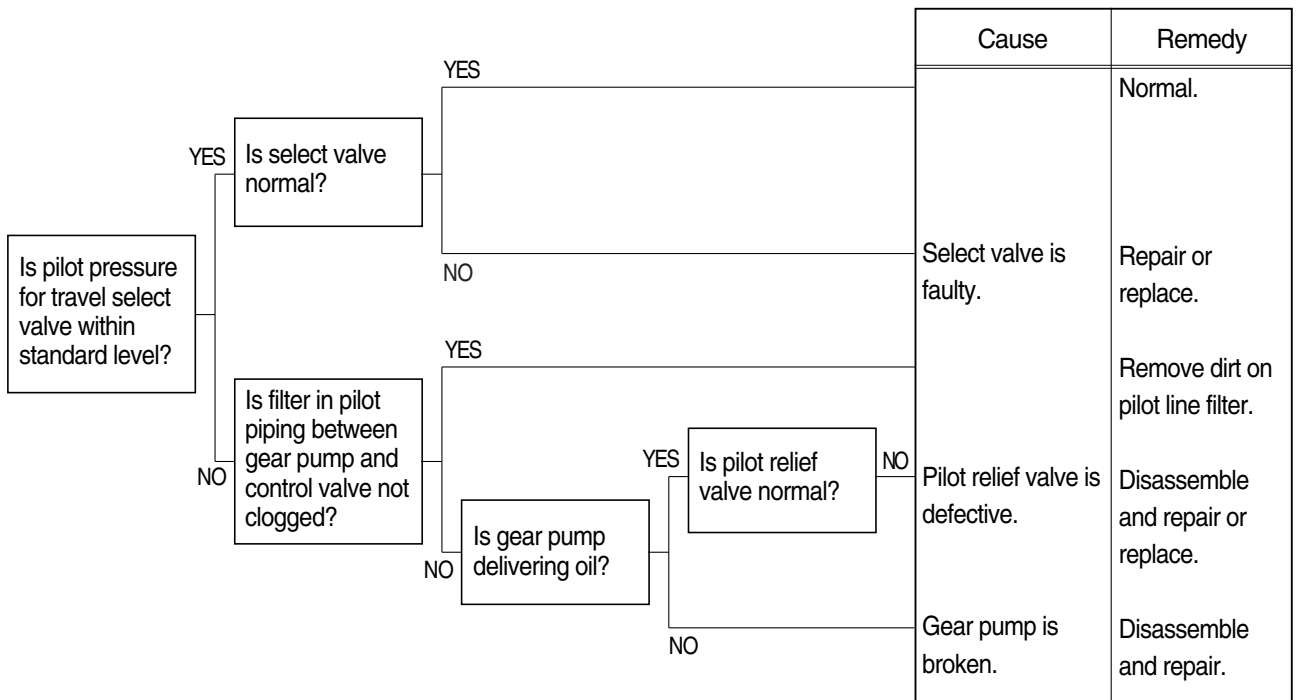 Cause
Remedy
YES
Normal.
YES
Is select valve
normal?
NO
Select valve is
faulty.
Repair or
replace.
Is pilot pressure
for travel select
valve within
standard level?
YES
Remove dirt on
pilot line filter.
NO
Is filter in pilot
piping between
gear pump and
control valve not
clogged?
YES
Is pilot relief
valve normal?
NO
Pilot relief valve is
defective.
Disassemble
and repair or
replace.
NO
Is gear pump
delivering oil?
NO
Gear pump is
broken.
Disassemble
and repair.